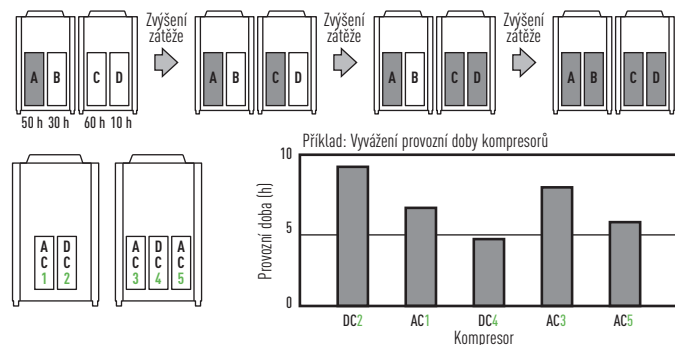 Zvýšení zátěže
Zvýšení zátěže
Zvýšení zátěže
A B C D
A B C D
A B C D
A B C D
50 h 30 h 60 h 10 h
Příklad: Vyvážení provozní doby kompresorů
AC1
DC2
AC3
DC4
AC5
Provozní doba (h)
10
5
0
DC2 AC1 DC4 AC3 AC5
Kompresor